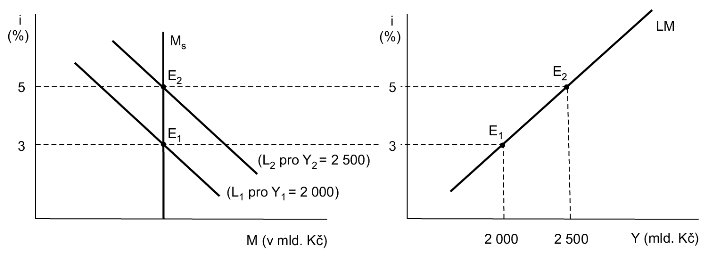 i
(%)
Ms
E2
5
E1
3
(L2 pro Y2 = 2 500)
(L1 pro Y1 = 2 000)
M (v mld. Kč)
i
(%)
LM
E2
5
E1
3
2 000
2 500
Y (mld. Kč)